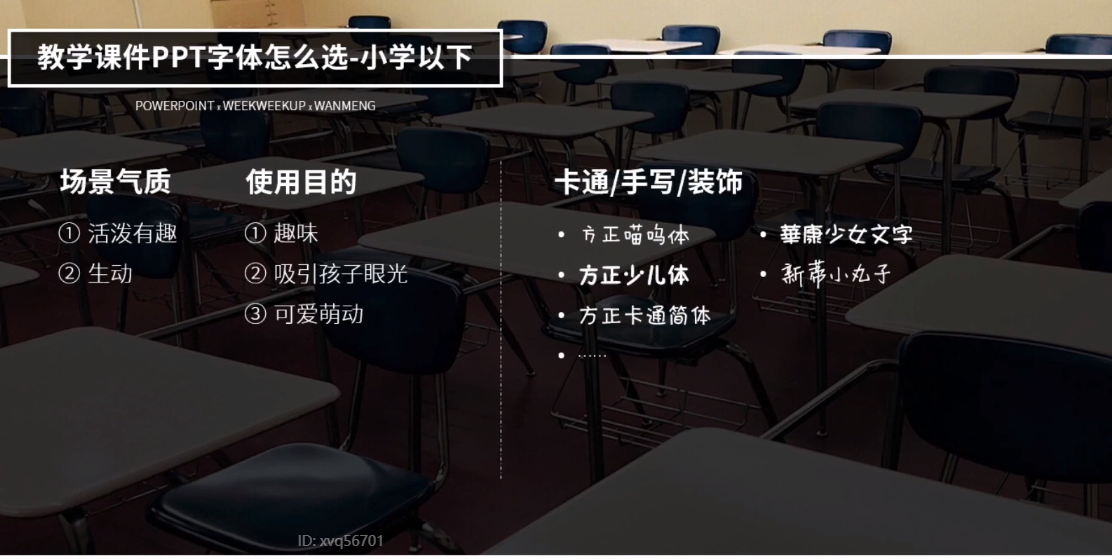 教学课件PPT字体怎么选-小学以下
POWERPOINT x WEEKWEEKUP x WANMENG
场景气质
① 活泼有趣
② 生动
使用目的
① 趣味
② 吸引孩子眼光
③ 可爱萌动
卡通/手写/装饰
• 方正喵呜体
• 方正少儿体
• 方正卡通简体
• ……
• 華康少女文字
• 新蒂小丸子
ID: xvq56701